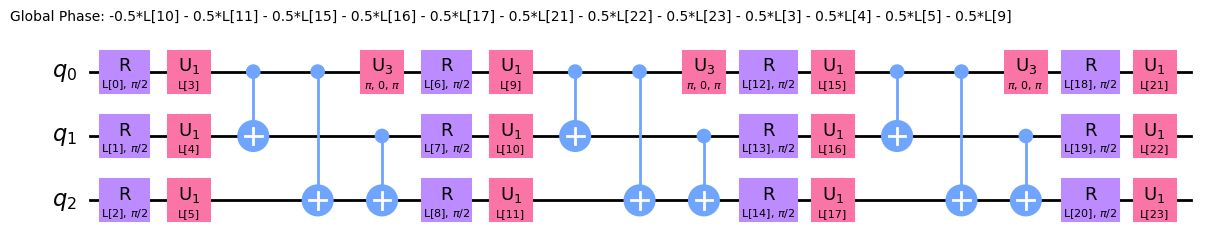 Global Phase: -0.5*L[10] - 0.5*L[11] - 0.5*L[15] - 0.5*L[16] - 0.5*L[17] - 0.5*L[21] - 0.5*L[22] - 0.5*L[23] - 0.5*L[3] - 0.5*L[4] - 0.5*L[5] - 0.5*L[9]
q₀ R U₁ U₃ R U₁ U₃ R U₁ U₃ R U₁
L[0], π/2 L[3] π, 0, π L[6], π/2 L[9] π, 0, π L[12], π/2 L[15] π, 0, π L[18], π/2 L[21]
q₁ R U₁ R U₁ R U₁ R U₁
L[1], π/2 L[4] L[7], π/2 L[10] L[13], π/2 L[16] L[19], π/2 L[22]
q₂ R U₁ R U₁ R U₁ R U₁
L[2], π/2 L[5] L[8], π/2 L[11] L[14], π/2 L[17] L[20], π/2 L[23]